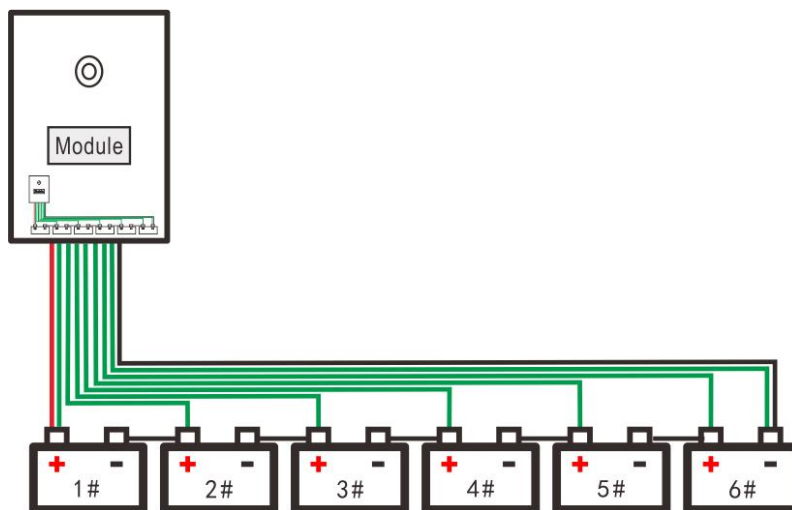 Module
+ - 1#
+ - 2#
+ - 3#
+ - 4#
+ - 5#
+ - 6#